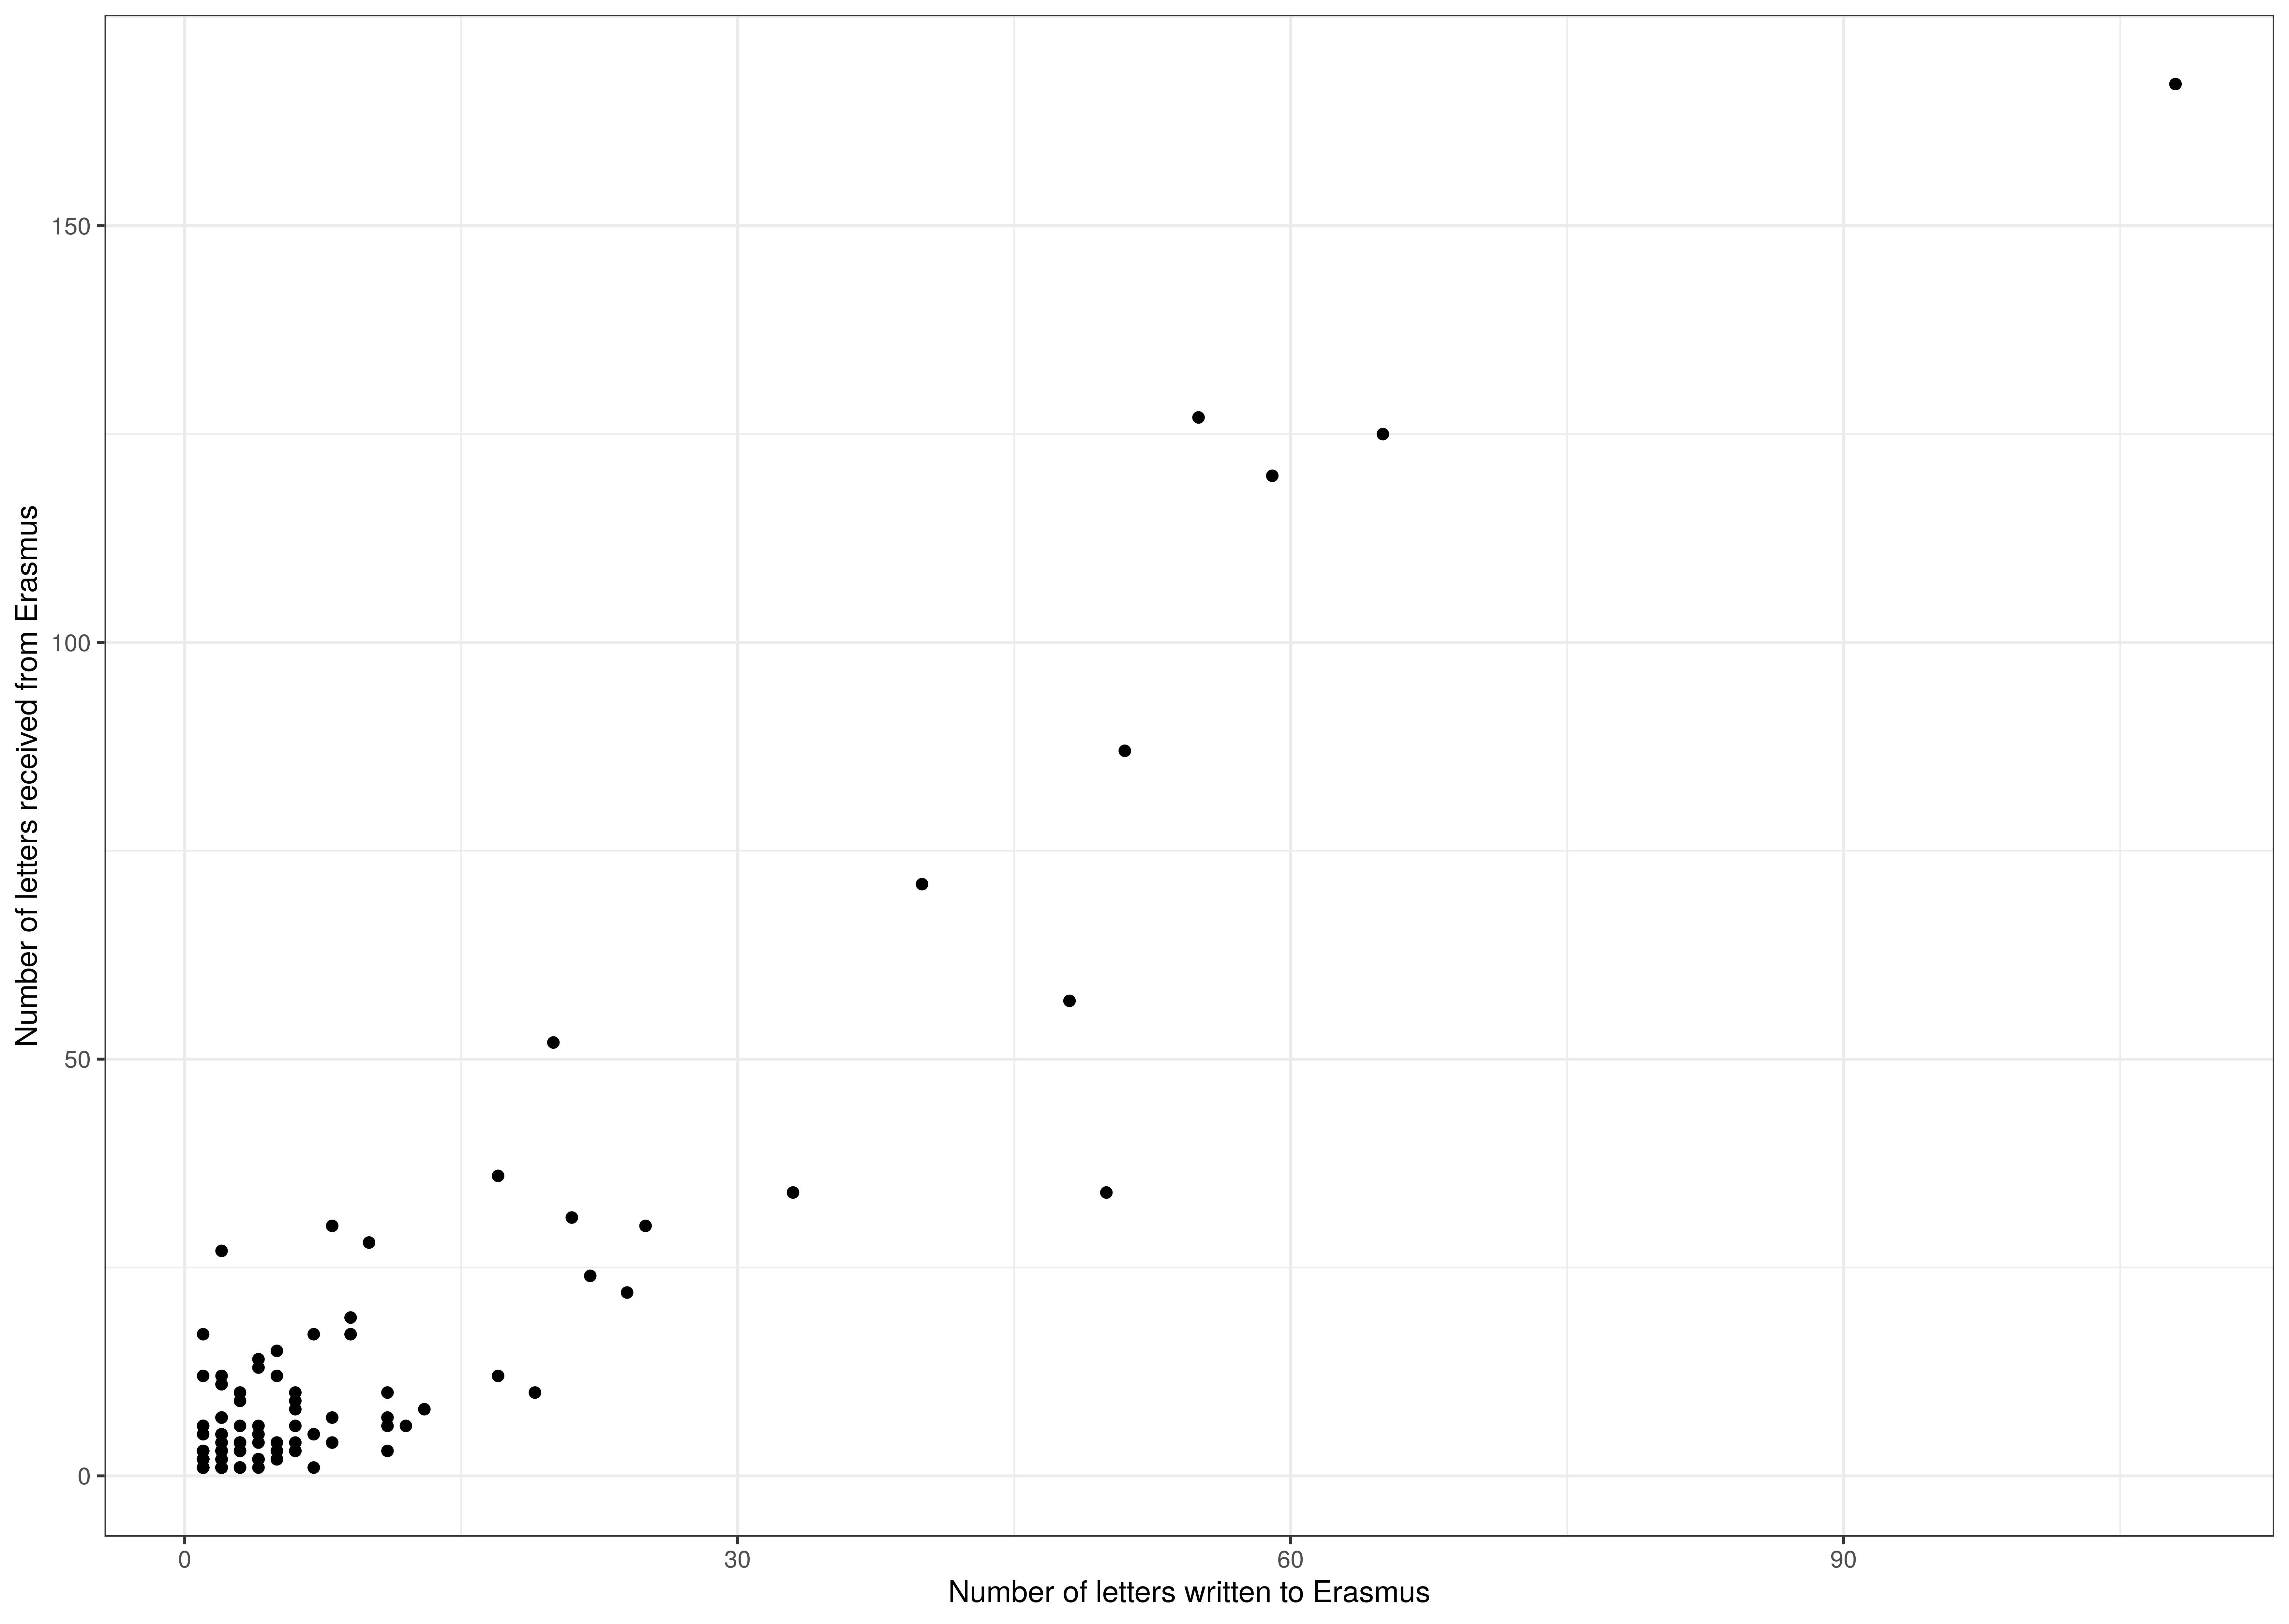 Number of letters received from Erasmus
150
100
50
0
0 30 60 90
Number of letters written to Erasmus